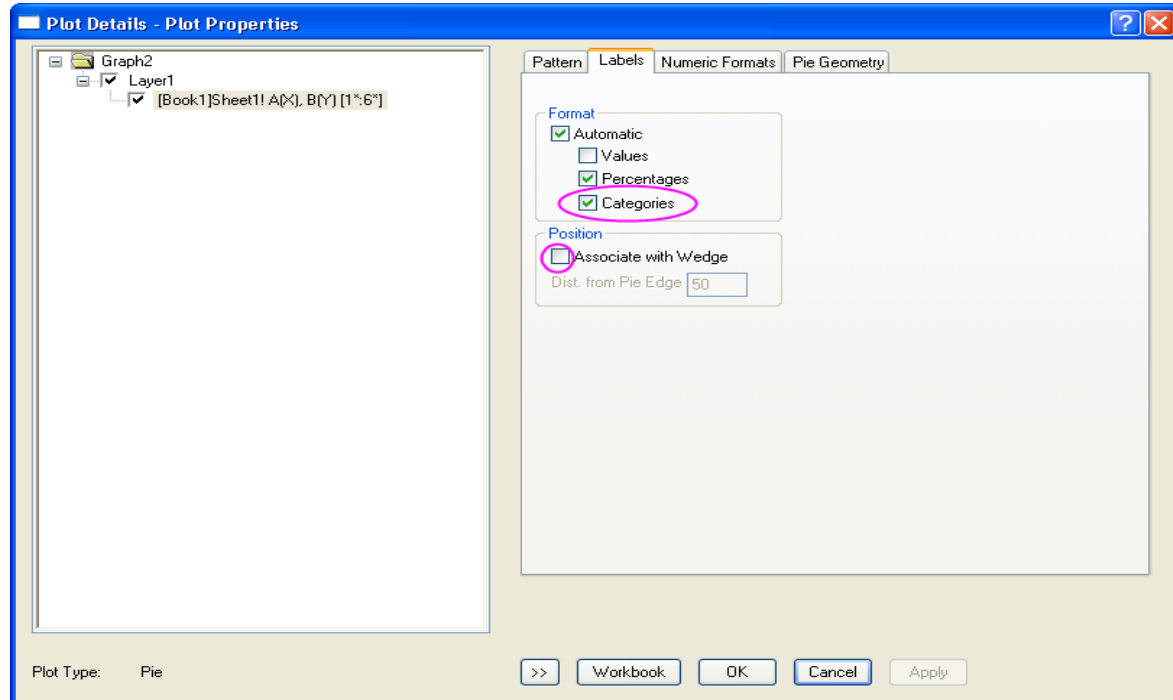 Plot Details - Plot Properties
Graph2
Layer1
[Book1]Sheet1! A(X), B(Y) [1*:6*]
Pattern Labels Numeric Formats Pie Geometry
Format
Automatic
Values
Percentages
Categories
Position
Associate with Wedge
Dist. from Pie Edge 50
Plot Type: Pie
>> Workbook OK Cancel Apply